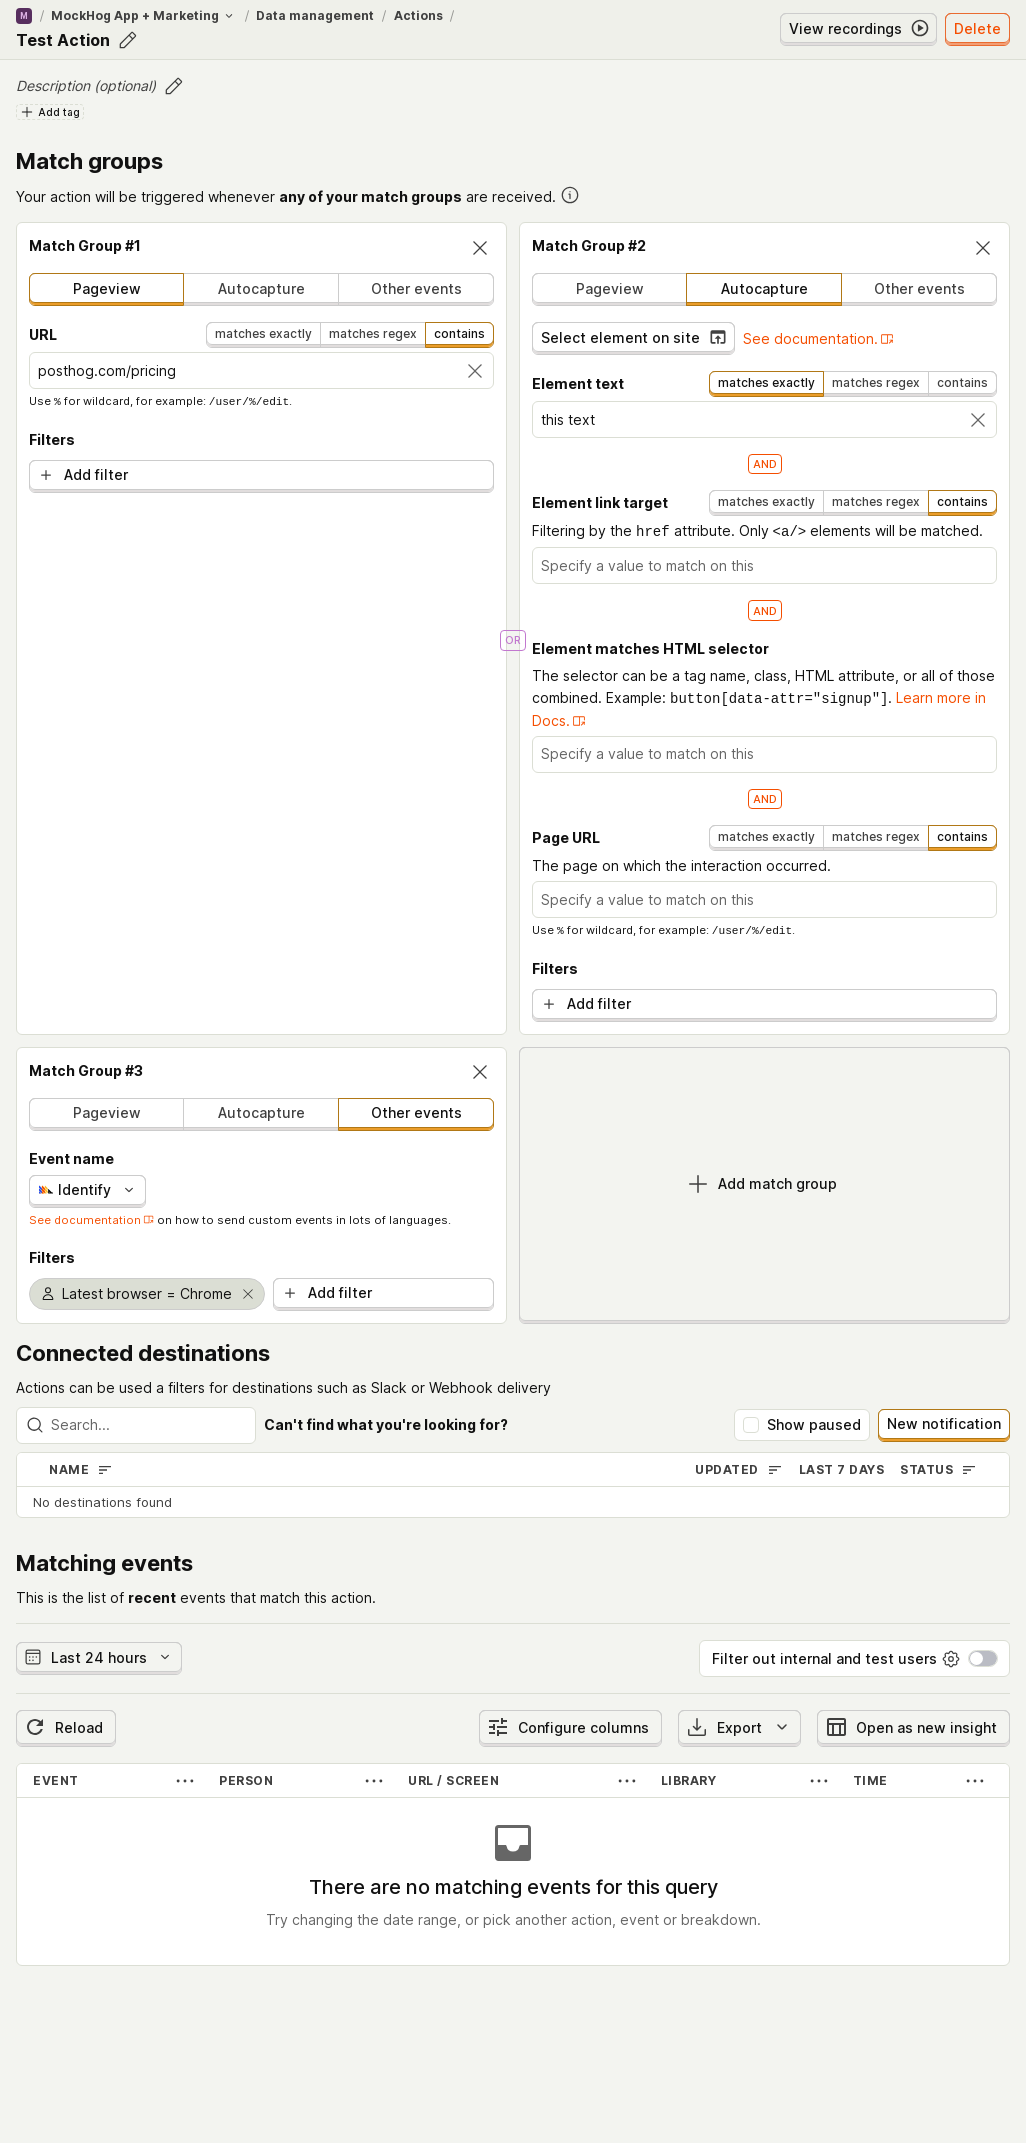 M / MockHog App + Marketing / Data management / Actions /
Test Action
View recordings
Delete
Description (optional)
Add tag
Match groups
Your action will be triggered whenever any of your match groups are received.
Match Group #1
Pageview
Autocapture
Other events
URL
matches exactly
matches regex
contains
posthog.com/pricing
Use % for wildcard, for example: /user/%/edit.
Filters
Add filter
OR
Match Group #2
Pageview
Autocapture
Other events
Select element on site
See documentation.
Element text
matches exactly
matches regex
contains
this text
AND
Element link target
matches exactly
matches regex
contains
Filtering by the href attribute. Only <a/> elements will be matched.
Specify a value to match on this
AND
Element matches HTML selector
The selector can be a tag name, class, HTML attribute, or all of those
combined. Example: button[data-attr="signup"]. Learn more in
Docs.
Specify a value to match on this
AND
Page URL
matches exactly
matches regex
contains
The page on which the interaction occurred.
Specify a value to match on this
Use % for wildcard, for example: /user/%/edit.
Filters
Add filter
Match Group #3
Pageview
Autocapture
Other events
Event name
Identify
See documentation on how to send custom events in lots of languages.
Filters
Latest browser = Chrome
Add filter
Add match group
Connected destinations
Actions can be used a filters for destinations such as Slack or Webhook delivery
Search...
Can't find what you're looking for?
Show paused
New notification
NAME
UPDATED
LAST 7 DAYS
STATUS
No destinations found
Matching events
This is the list of recent events that match this action.
Last 24 hours
Filter out internal and test users
Reload
Configure columns
Export
Open as new insight
EVENT
PERSON
URL / SCREEN
LIBRARY
TIME
There are no matching events for this query
Try changing the date range, or pick another action, event or breakdown.